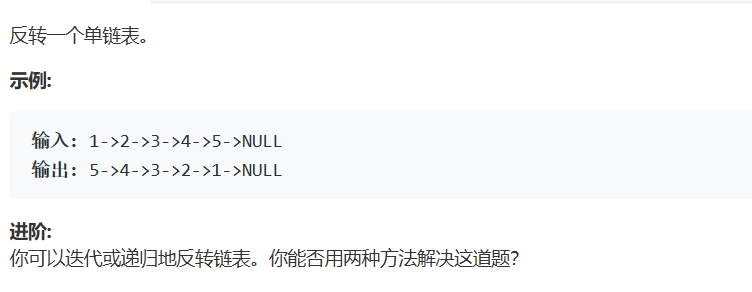 反转一个单链表。
示例:
输入: 1->2->3->4->5->NULL
输出: 5->4->3->2->1->NULL
进阶:
你可以迭代或递归地反转链表。你能否用两种方法解决这道题?